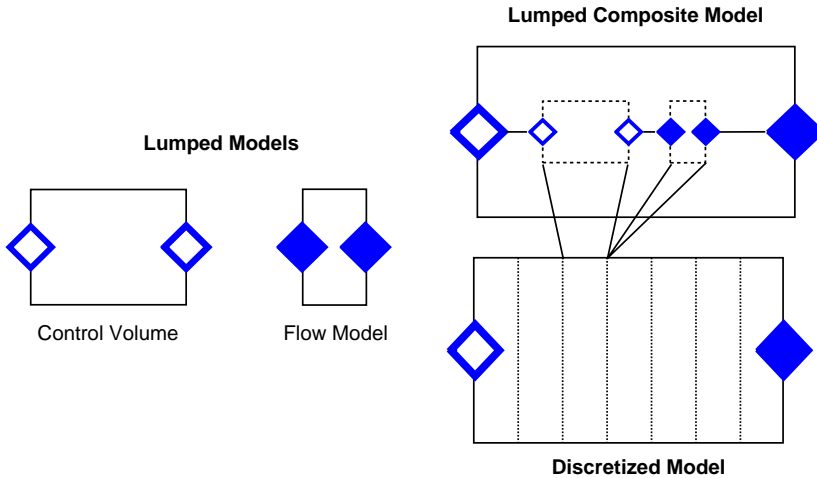 Lumped Composite Model
Lumped Models
Control Volume
Flow Model
Discretized Model